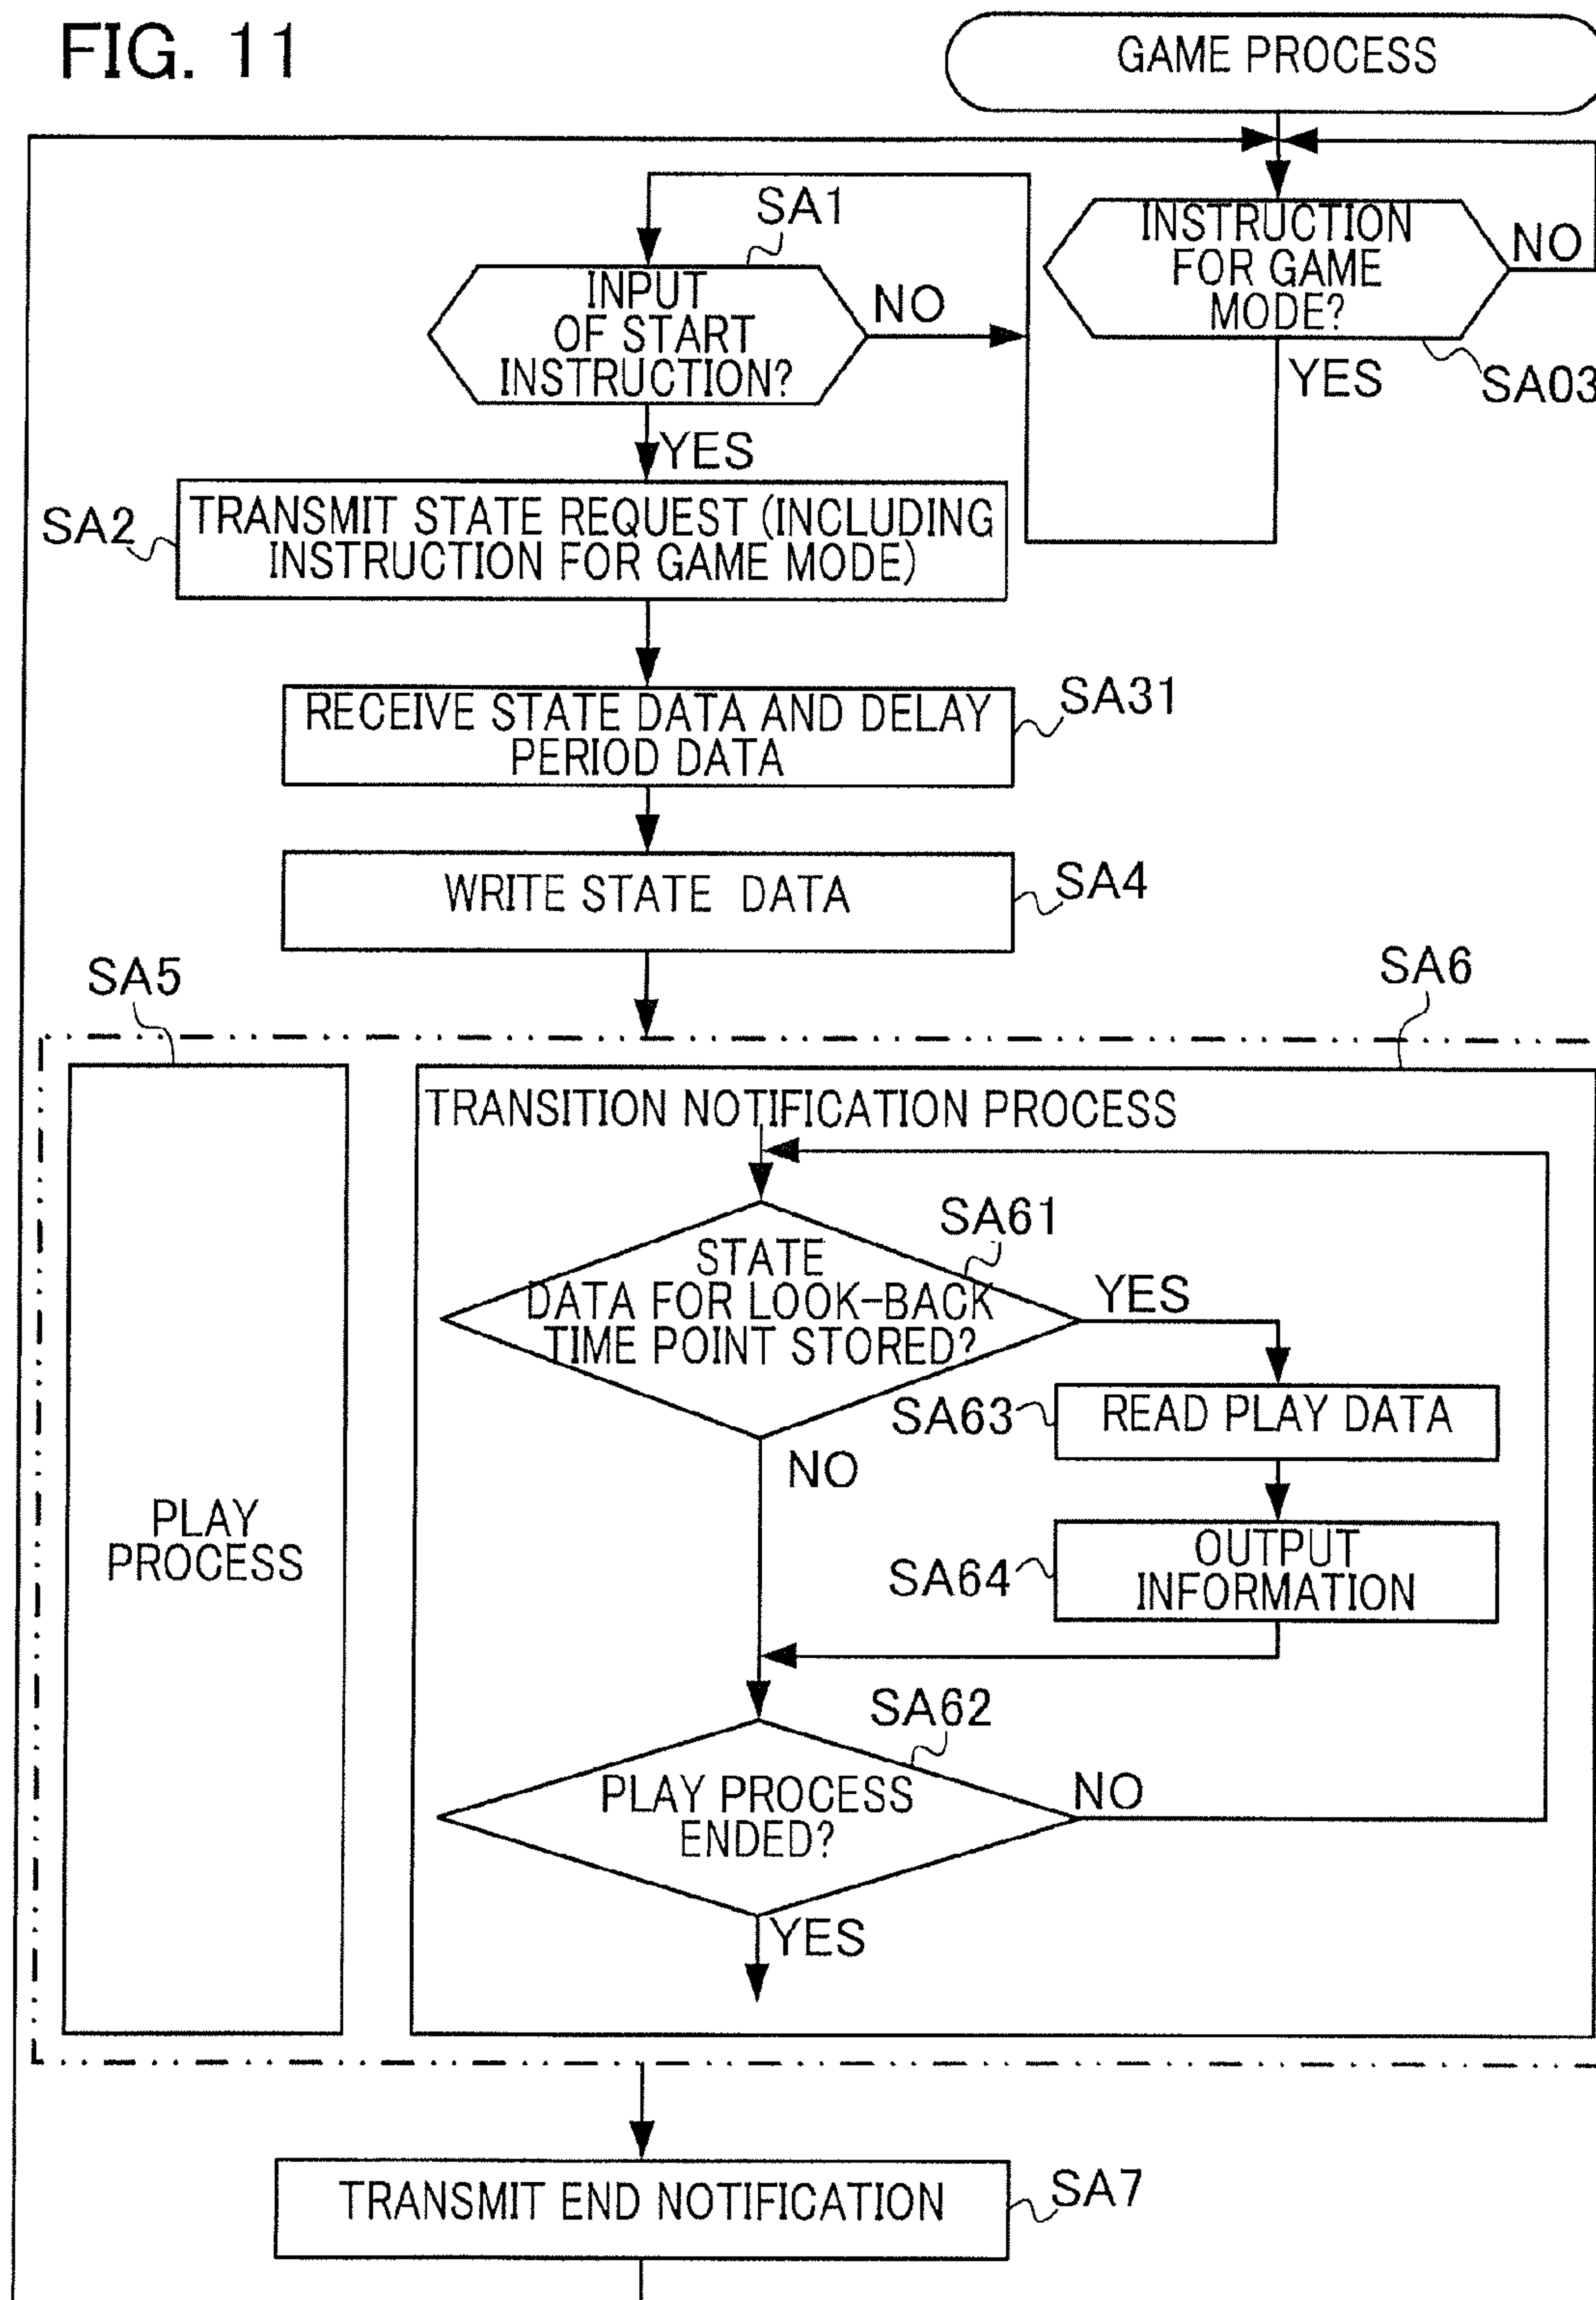 FIG. 11
GAME PROCESS
INSTRUCTION
FOR GAME
MODE?
NO
YES
SA03
SA1
INPUT
OF START
INSTRUCTION?
NO
YES
SA2
TRANSMIT STATE REQUEST (INCLUDING
INSTRUCTION FOR GAME MODE)
RECEIVE STATE DATA AND DELAY
PERIOD DATA
SA31
WRITE STATE DATA
SA4
SA5
SA6
PLAY
PROCESS
TRANSITION NOTIFICATION PROCESS
SA61
STATE
DATA FOR LOOK-BACK
TIME POINT STORED?
YES
NO
SA63
READ PLAY DATA
SA64
OUTPUT
INFORMATION
SA62
PLAY PROCESS
ENDED?
NO
YES
TRANSMIT END NOTIFICATION
SA7